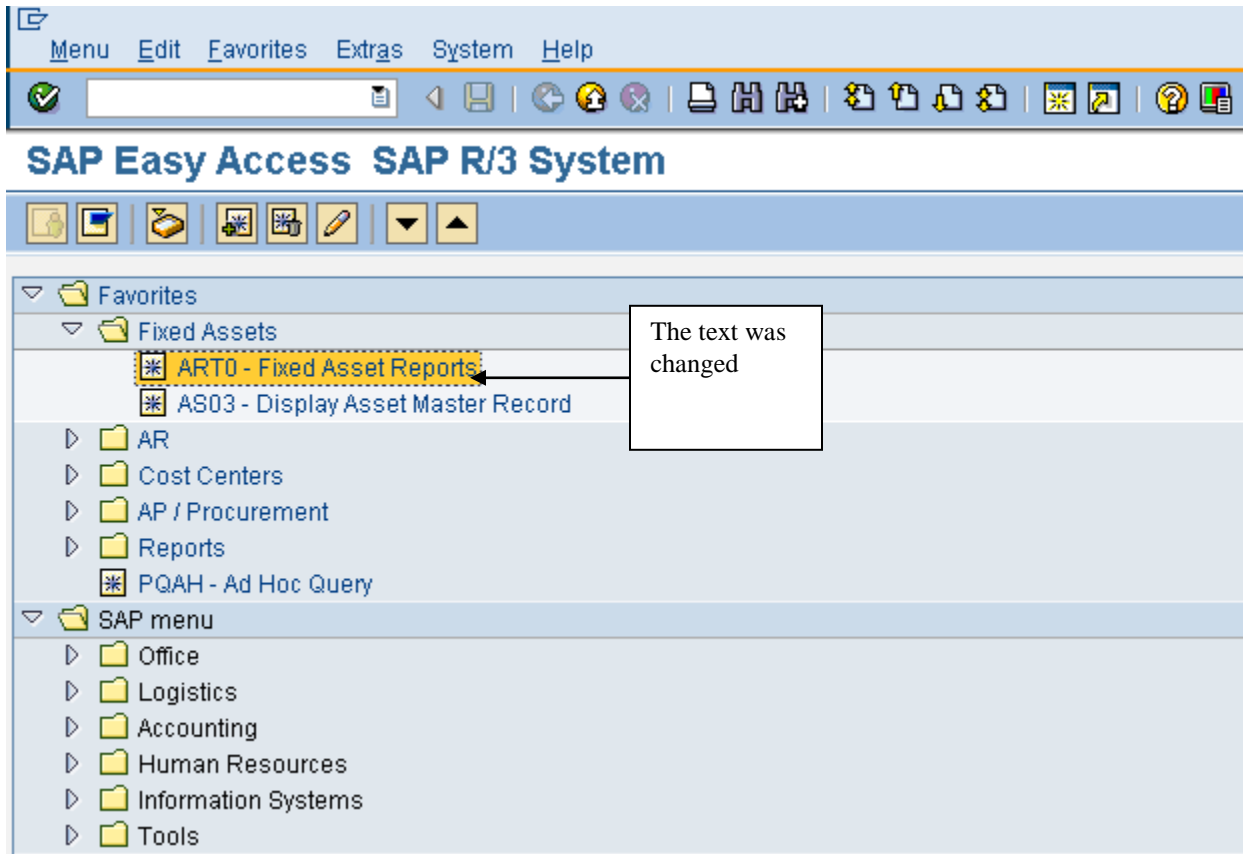 Menu Edit Favorites Extras System Help
SAP Easy Access SAP R/3 System
Favorites
Fixed Assets
ART0 - Fixed Asset Reports
AS03 - Display Asset Master Record
The text was
changed
AR
Cost Centers
AP / Procurement
Reports
PQAH - Ad Hoc Query
SAP menu
Office
Logistics
Accounting
Human Resources
Information Systems
Tools